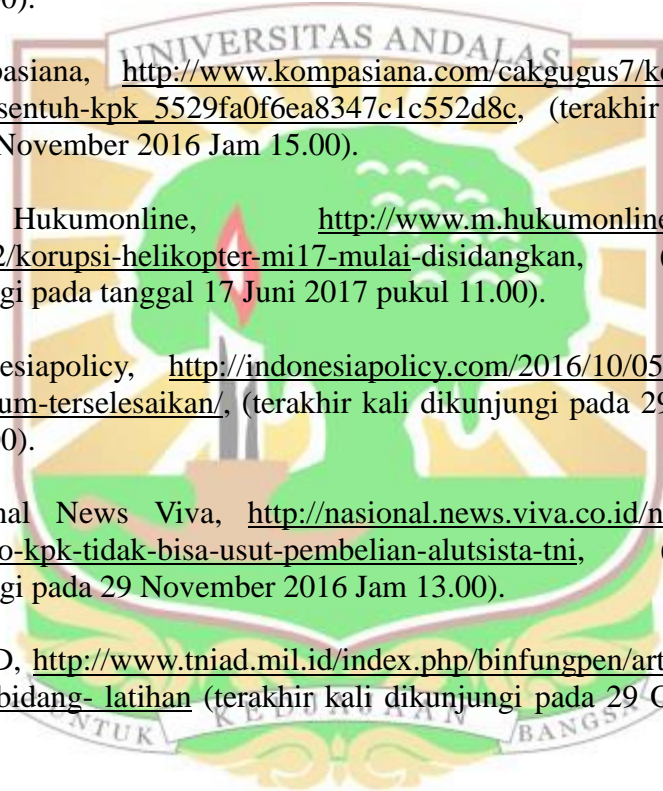 0).
UNIVERSITAS ANDALAS
pasiana, http://www.kompasiana.com/cakgugus7/ko
sentuh-kpk_5529fa0f6ea8347c1c552d8c, (terakhir
November 2016 Jam 15.00).
Hukumonline, http://www.m.hukumonline
2/korupsi-helikopter-mi17-mulai-disidangkan, (
gi pada tanggal 17 Juni 2017 pukul 11.00).
esiapolicy, http://indonesiapolicy.com/2016/10/05
um-terselesaikan/, (terakhir kali dikunjungi pada 29
0).
nal News Viva, http://nasional.news.viva.co.id/n
o-kpk-tidak-bisa-usut-pembelian-alutsista-tni, (
gi pada 29 November 2016 Jam 13.00).
D, http://www.tniad.mil.id/index.php/binfungpen/art
bidang- latihan (terakhir kali dikunjungi pada 29 O
UNTUK KEDJAJAAN BANGSA